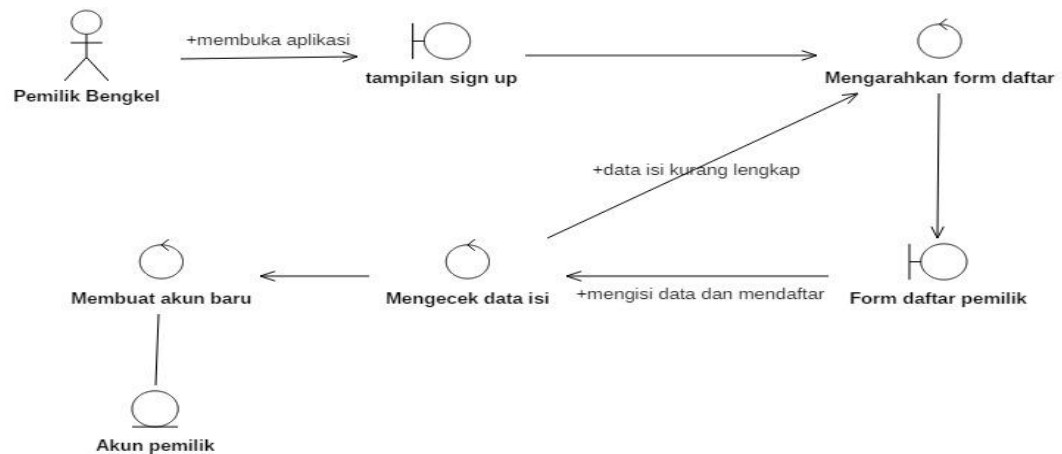 +membuka aplikasi
Pemilik Bengkel
tampilan sign up
Mengarahkan form daftar
+data isi kurang lengkap
Membuat akun baru
Mengecek data isi
+mengisi data dan mendaftar
Form daftar pemilik
Akun pemilik